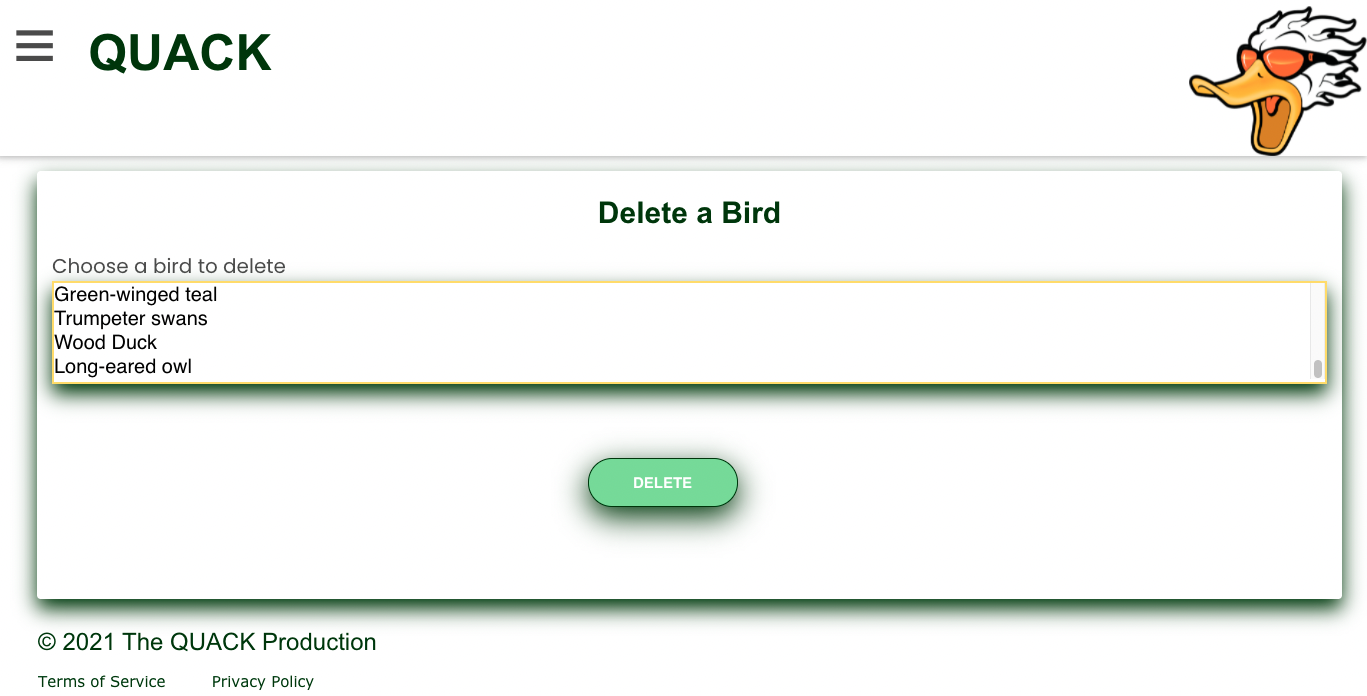 QUACK
Delete a Bird
Choose a bird to delete
Green-winged teal
Trumpeter swans
Wood Duck
Long-eared owl
DELETE
© 2021 The QUACK Production
Terms of Service Privacy Policy